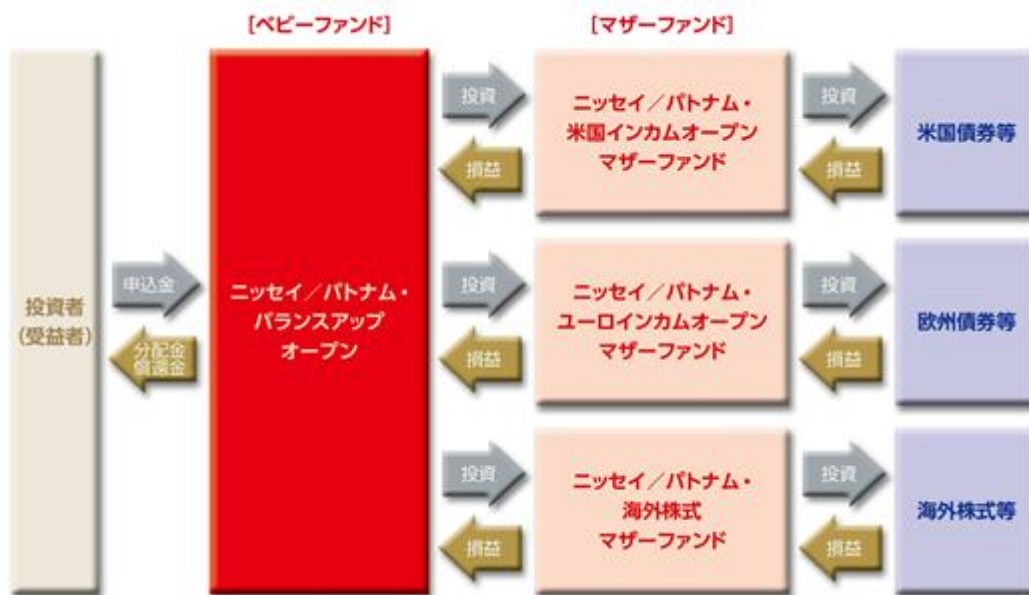 [ベビーファンド]
[マザーファンド]
投資者
(受益者)
申込金
分配金
償還金
ニッセイ／パトナム・
バランスアップ
オープン
投資
損益
ニッセイ／パトナム・
米国インカムオープン
マザーファンド
投資
損益
米国債券等
投資
損益
ニッセイ／パトナム・
ユーロインカムオープン
マザーファンド
投資
損益
欧州債券等
投資
損益
ニッセイ／パトナム・
海外株式
マザーファンド
投資
損益
海外株式等